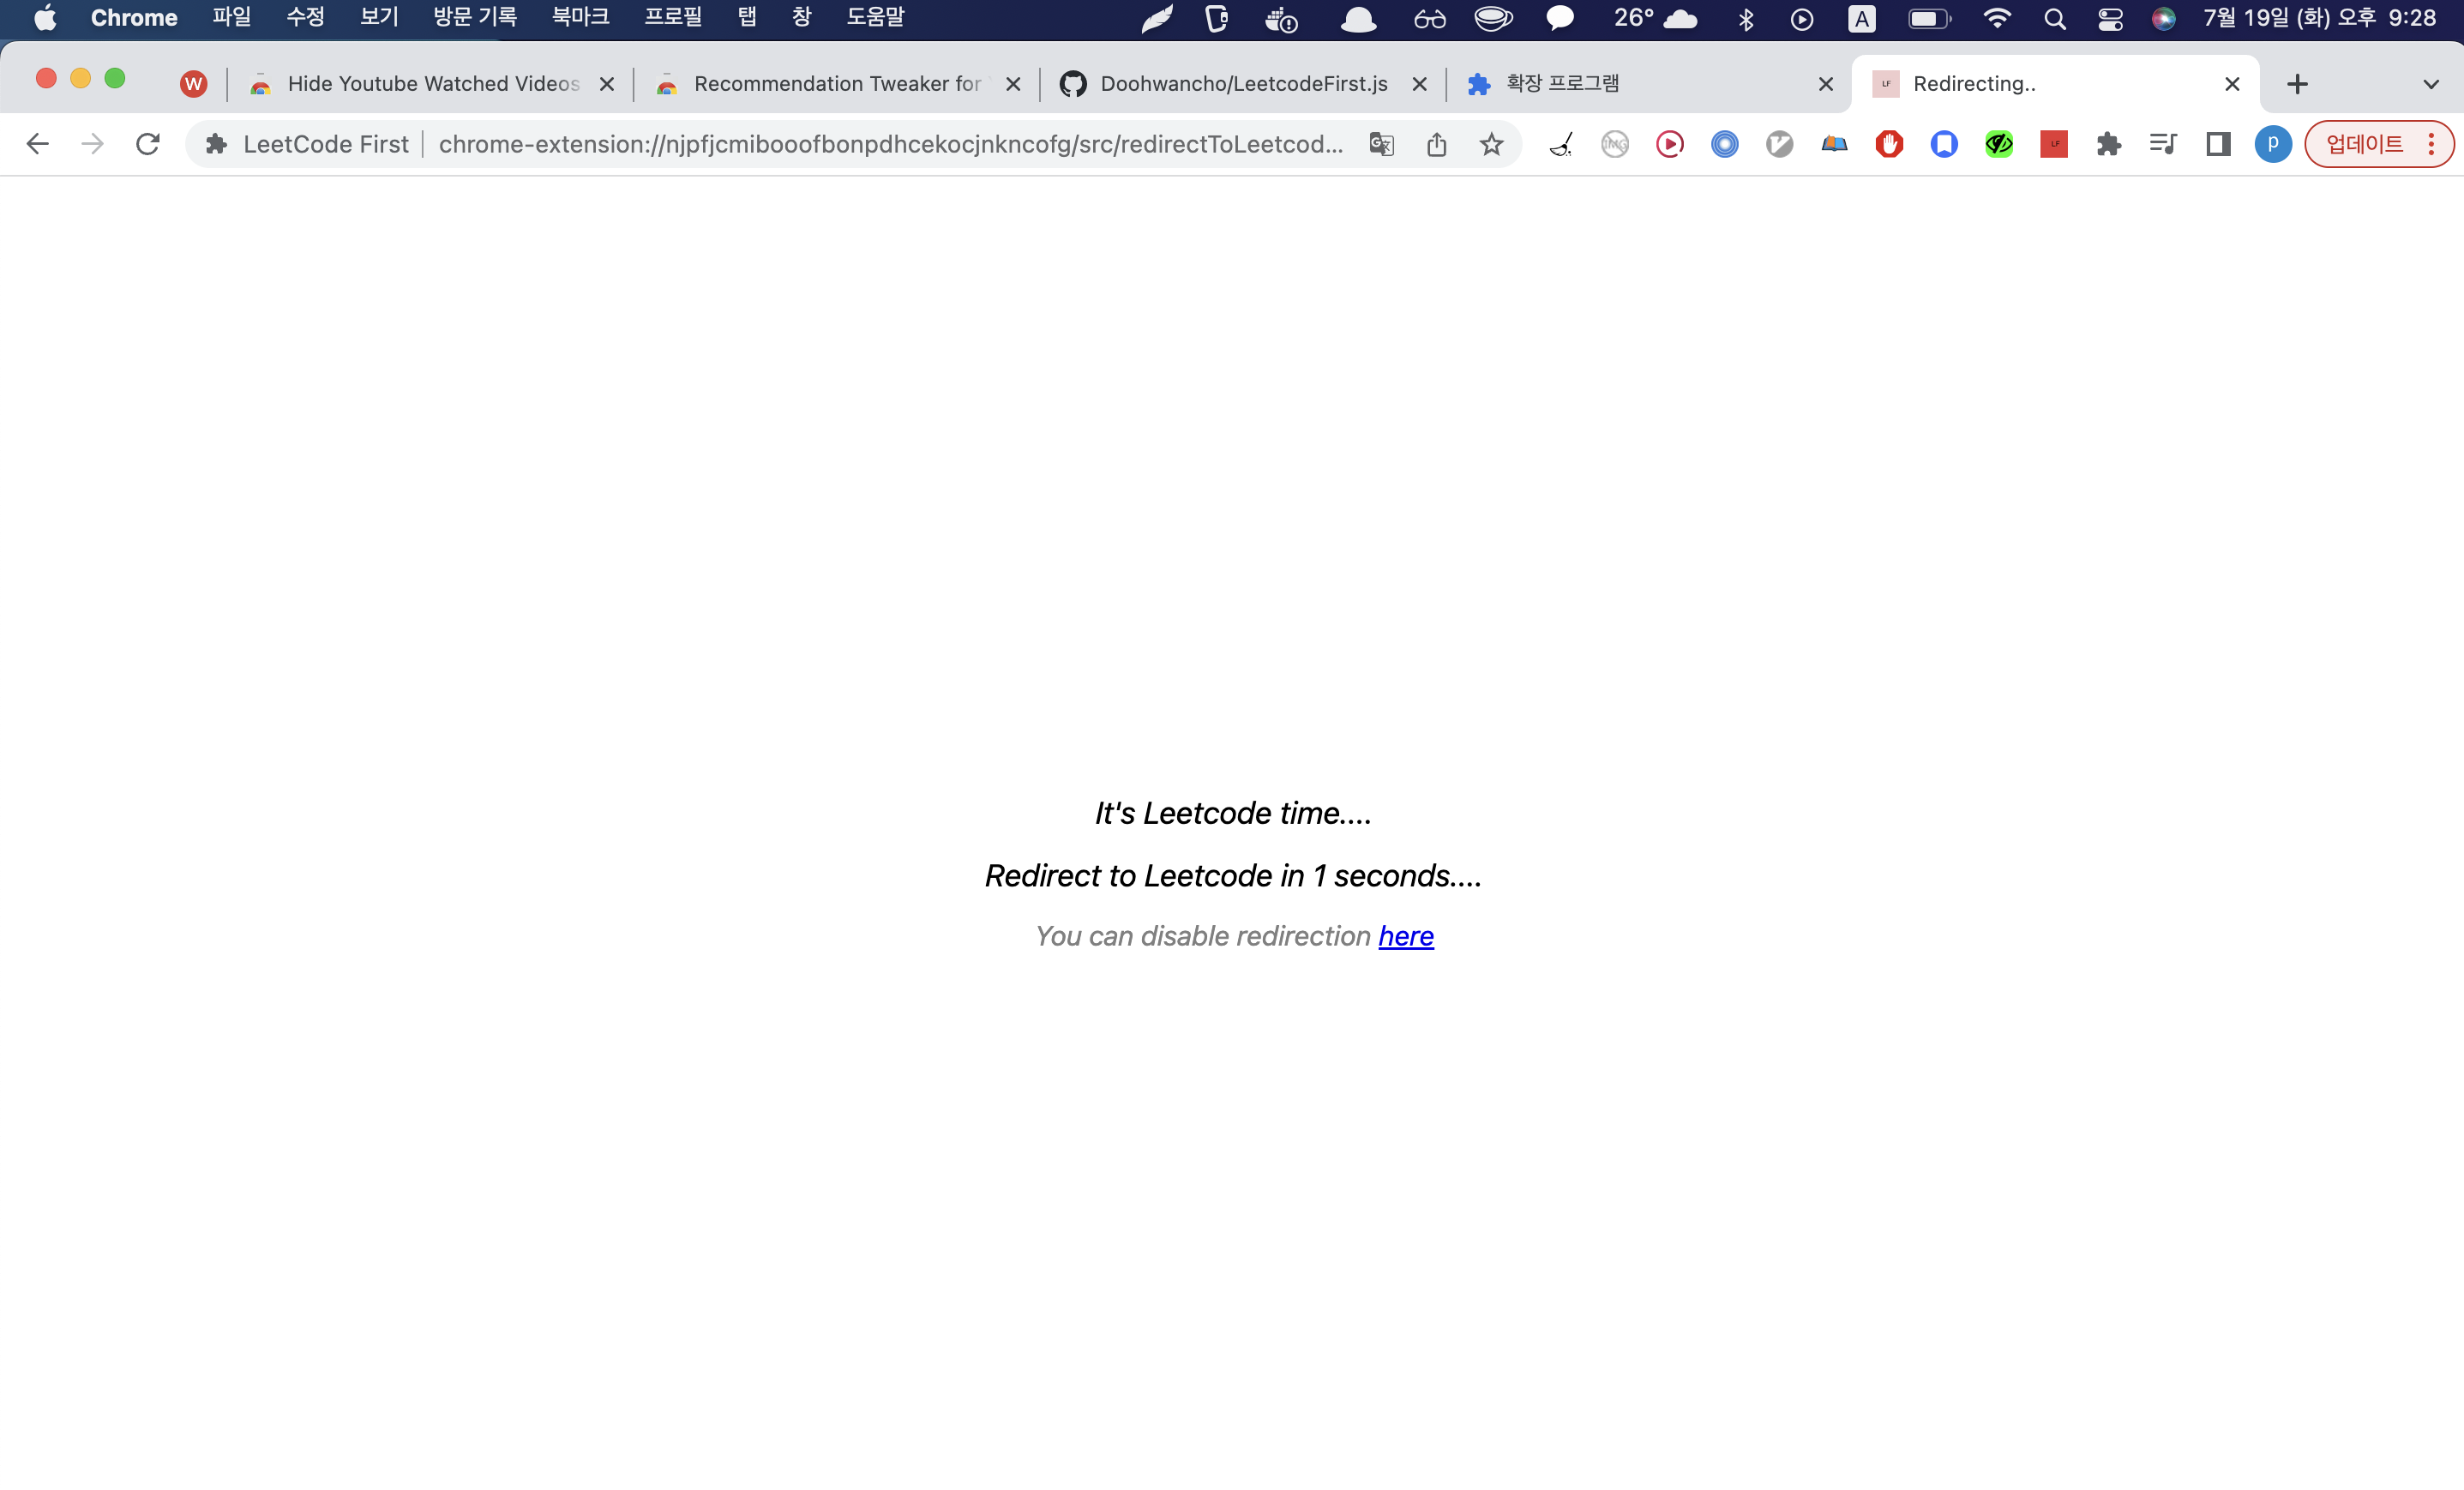 Chrome 파일 수정 보기 방문 기록 북마크 프로필 탭 창 도움말 26° A 7월 19일 (화) 오후 9:28
W Hide Youtube Watched Videos Recommendation Tweaker for Doohwancho/LeetcodeFirst.js 확장 프로그램 LF Redirecting..
LeetCode First chrome-extension://njpfjcmibooofbonpdhcekocjnkncofg/src/redirectToLeetcod... IMG LF p 업데이트
It's Leetcode time....
Redirect to Leetcode in 1 seconds....
You can disable redirection here